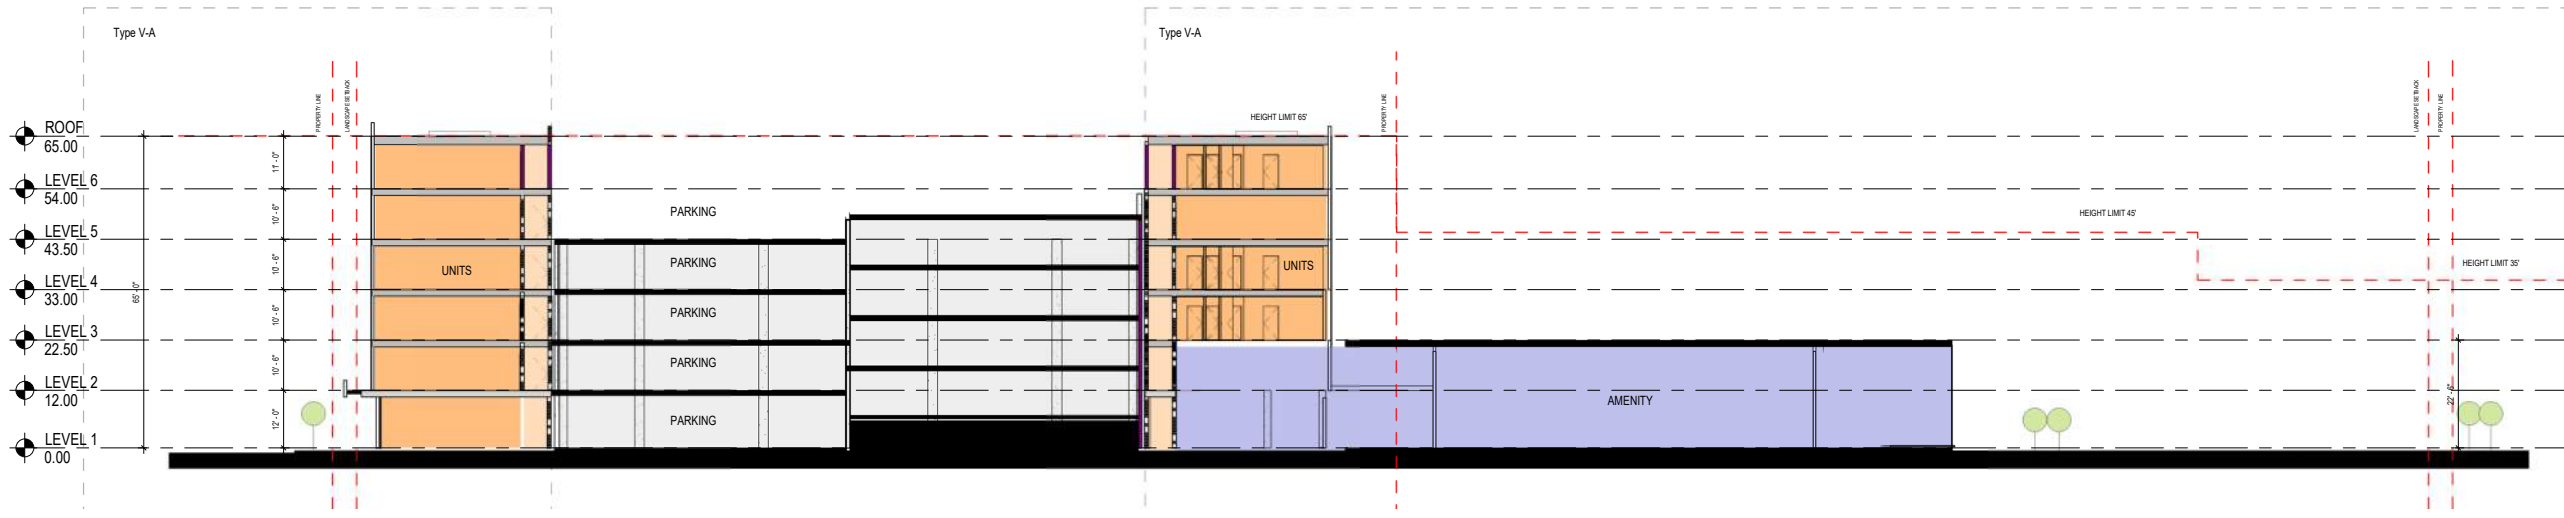 Type V-A
Type V-A
PROPERTY LINE
LANDSCAPE SETBACK
PROPERTY LINE
LANDSCAPE SETBACK
PROPERTY LINE
HEIGHT LIMIT 65'
ROOF
65.00
11' - 0"
LEVEL 6
54.00
10' - 6"
PARKING
HEIGHT LIMIT 45'
LEVEL 5
43.50
10' - 6"
UNITS
PARKING
UNITS
HEIGHT LIMIT 35'
LEVEL 4
33.00
65' - 0"
10' - 6"
PARKING
LEVEL 3
22.50
10' - 6"
PARKING
LEVEL 2
12.00
22' - 6"
AMENITY
12' - 0"
PARKING
LEVEL 1
0.00